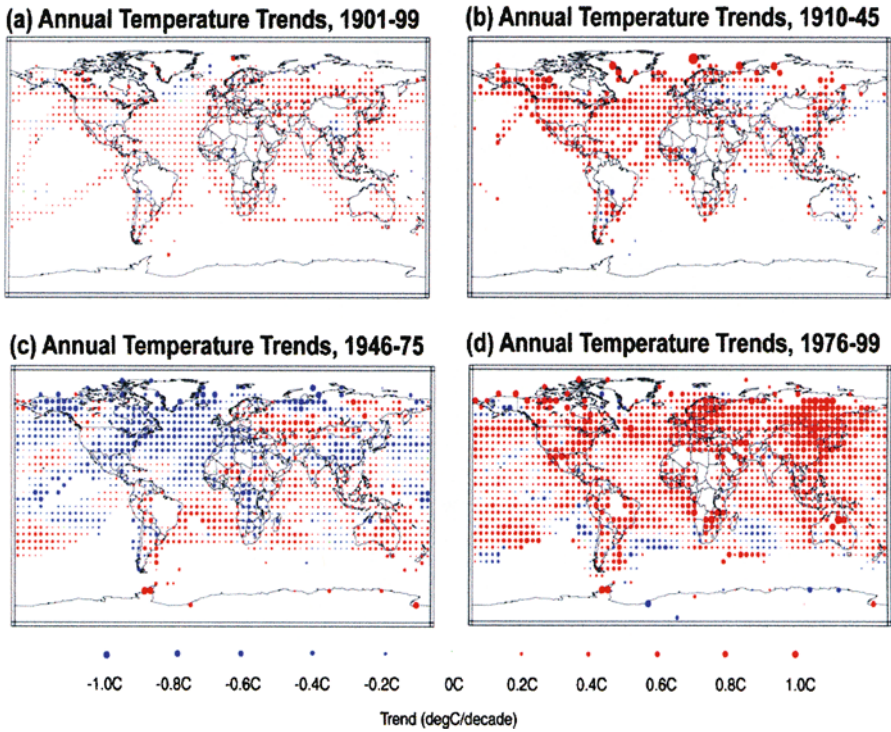 (a) Annual Temperature Trends, 1901-99
(b) Annual Temperature Trends, 1910-45
(c) Annual Temperature Trends, 1946-75
(d) Annual Temperature Trends, 1976-99
-1.0C -0.8C -0.6C -0.4C -0.2C 0C 0.2C 0.4C 0.6C 0.8C 1.0C
Trend (degC/decade)